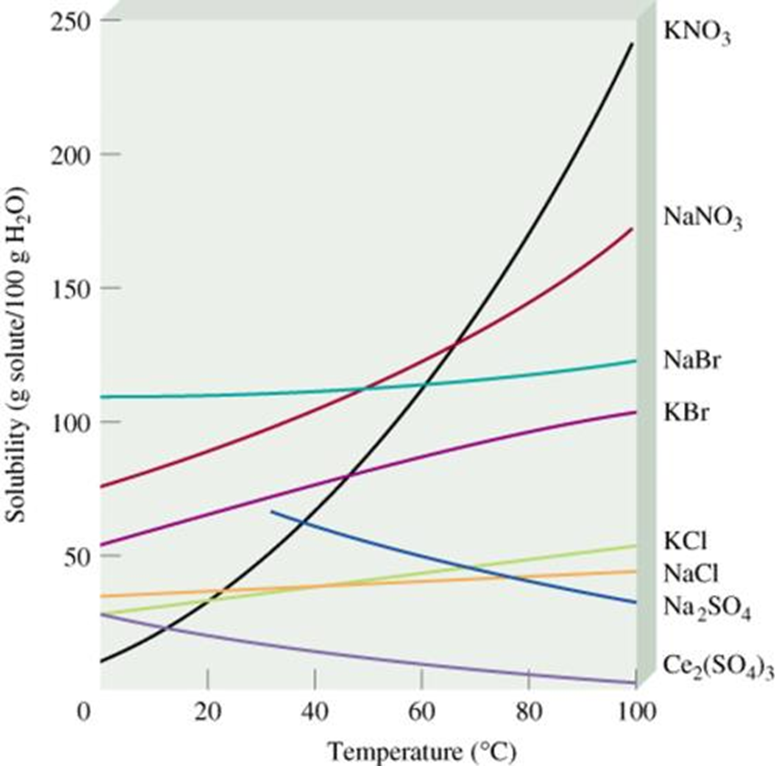 Solubility (g solute/100 g H₂O)
250
200
150
100
50
0
20
40
60
80
100
Temperature (°C)
KNO₃
NaNO₃
NaBr
KBr
KCl
NaCl
Na₂SO₄
Ce₂(SO₄)₃